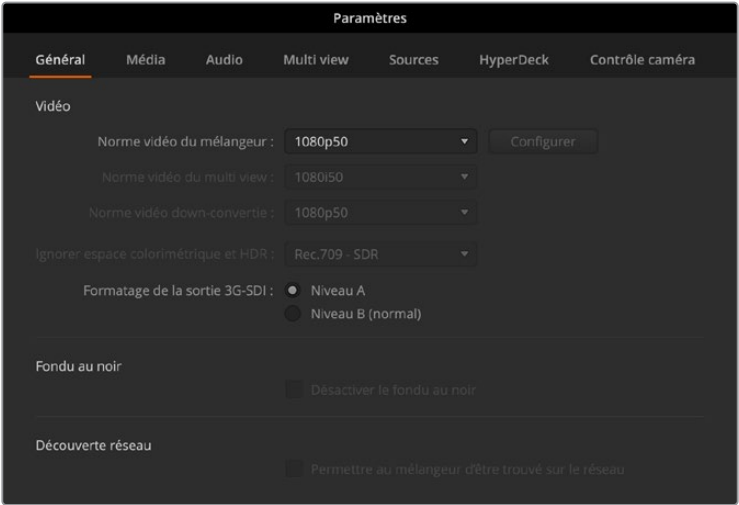 Paramètres
Général Média Audio Multi view Sources HyperDeck Contrôle caméra
Vidéo
Norme vidéo du mélangeur : 1080p50 Configurer
Norme vidéo du multi view : 1080i50
Norme vidéo down-convertie : 1080p50
Ignorer espace colorimétrique et HDR : Rec.709 - SDR
Formatage de la sortie 3G-SDI : Niveau A
Niveau B (normal)
Fondu au noir
Désactiver le fondu au noir
Découverte réseau
Permettre au mélangeur d'être trouvé sur le réseau